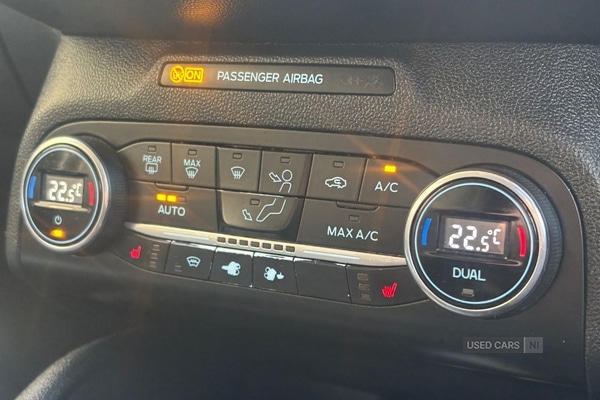 ON PASSENGER AIRBAG
REAR MAX
A/C
22.5°C
AUTO
MAX A/C
22.5°C
DUAL
USED CARS NI